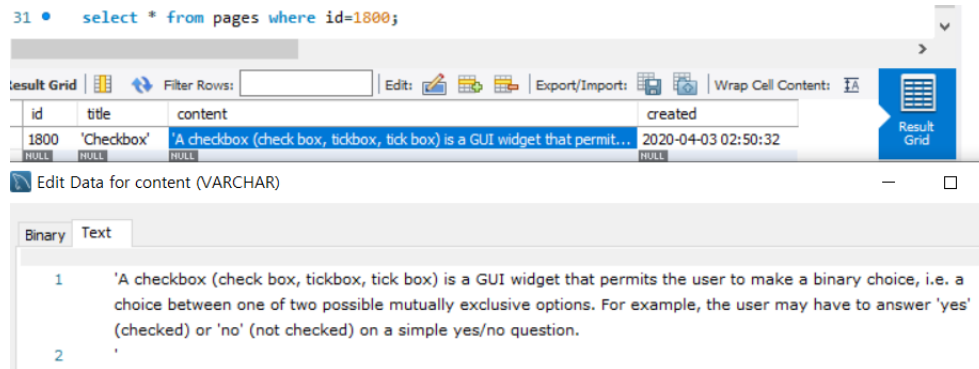 31 select * from pages where id=1800;
Result Grid Filter Rows: Edit: Export/Import: Wrap Cell Content: IA
id title content created
1800 'Checkbox' 'A checkbox (check box, tickbox, tick box) is a GUI widget that permit... 2020-04-03 02:50:32
NULL NULL NULL NULL
Result
Grid
Edit Data for content (VARCHAR)
Binary Text
1 'A checkbox (check box, tickbox, tick box) is a GUI widget that permits the user to make a binary choice, i.e. a
choice between one of two possible mutually exclusive options. For example, the user may have to answer 'yes'
(checked) or 'no' (not checked) on a simple yes/no question.
2 '